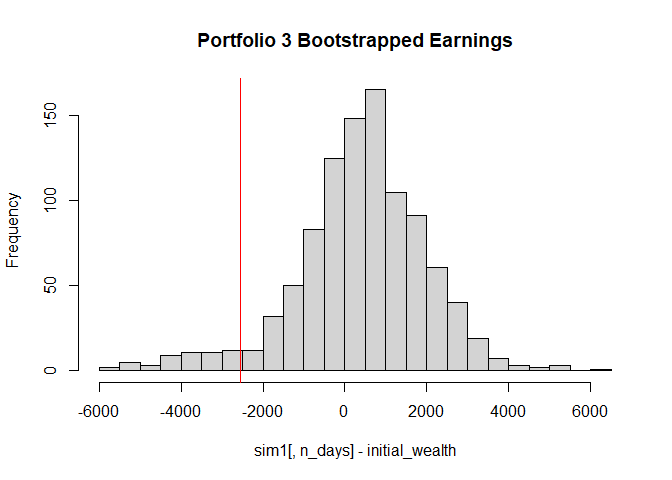 Portfolio 3 Bootstrapped Earnings
150
100
50
0
Frequency
-6000 -4000 -2000 0 2000 4000 6000
sim1[, n_days] - initial_wealth